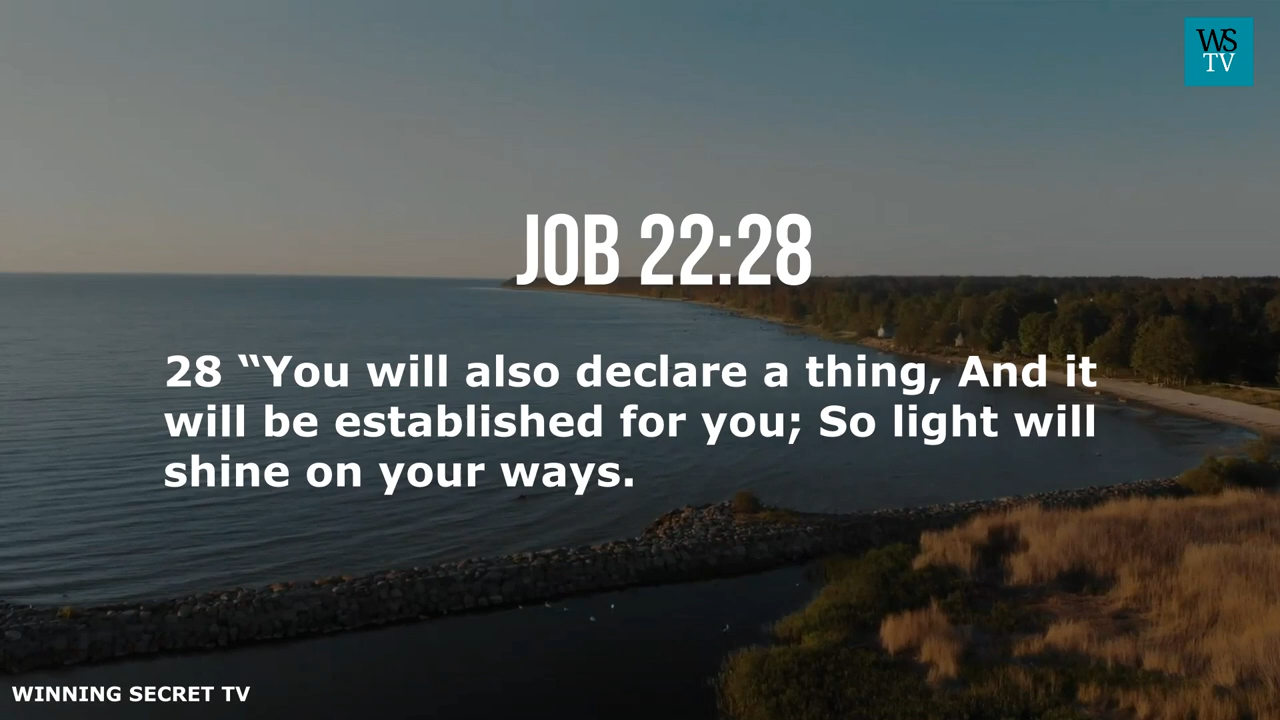 WS
TV
JOB 22:28
28 “You will also declare a thing, And it
will be established for you; So light will
shine on your ways.
WINNING SECRET TV